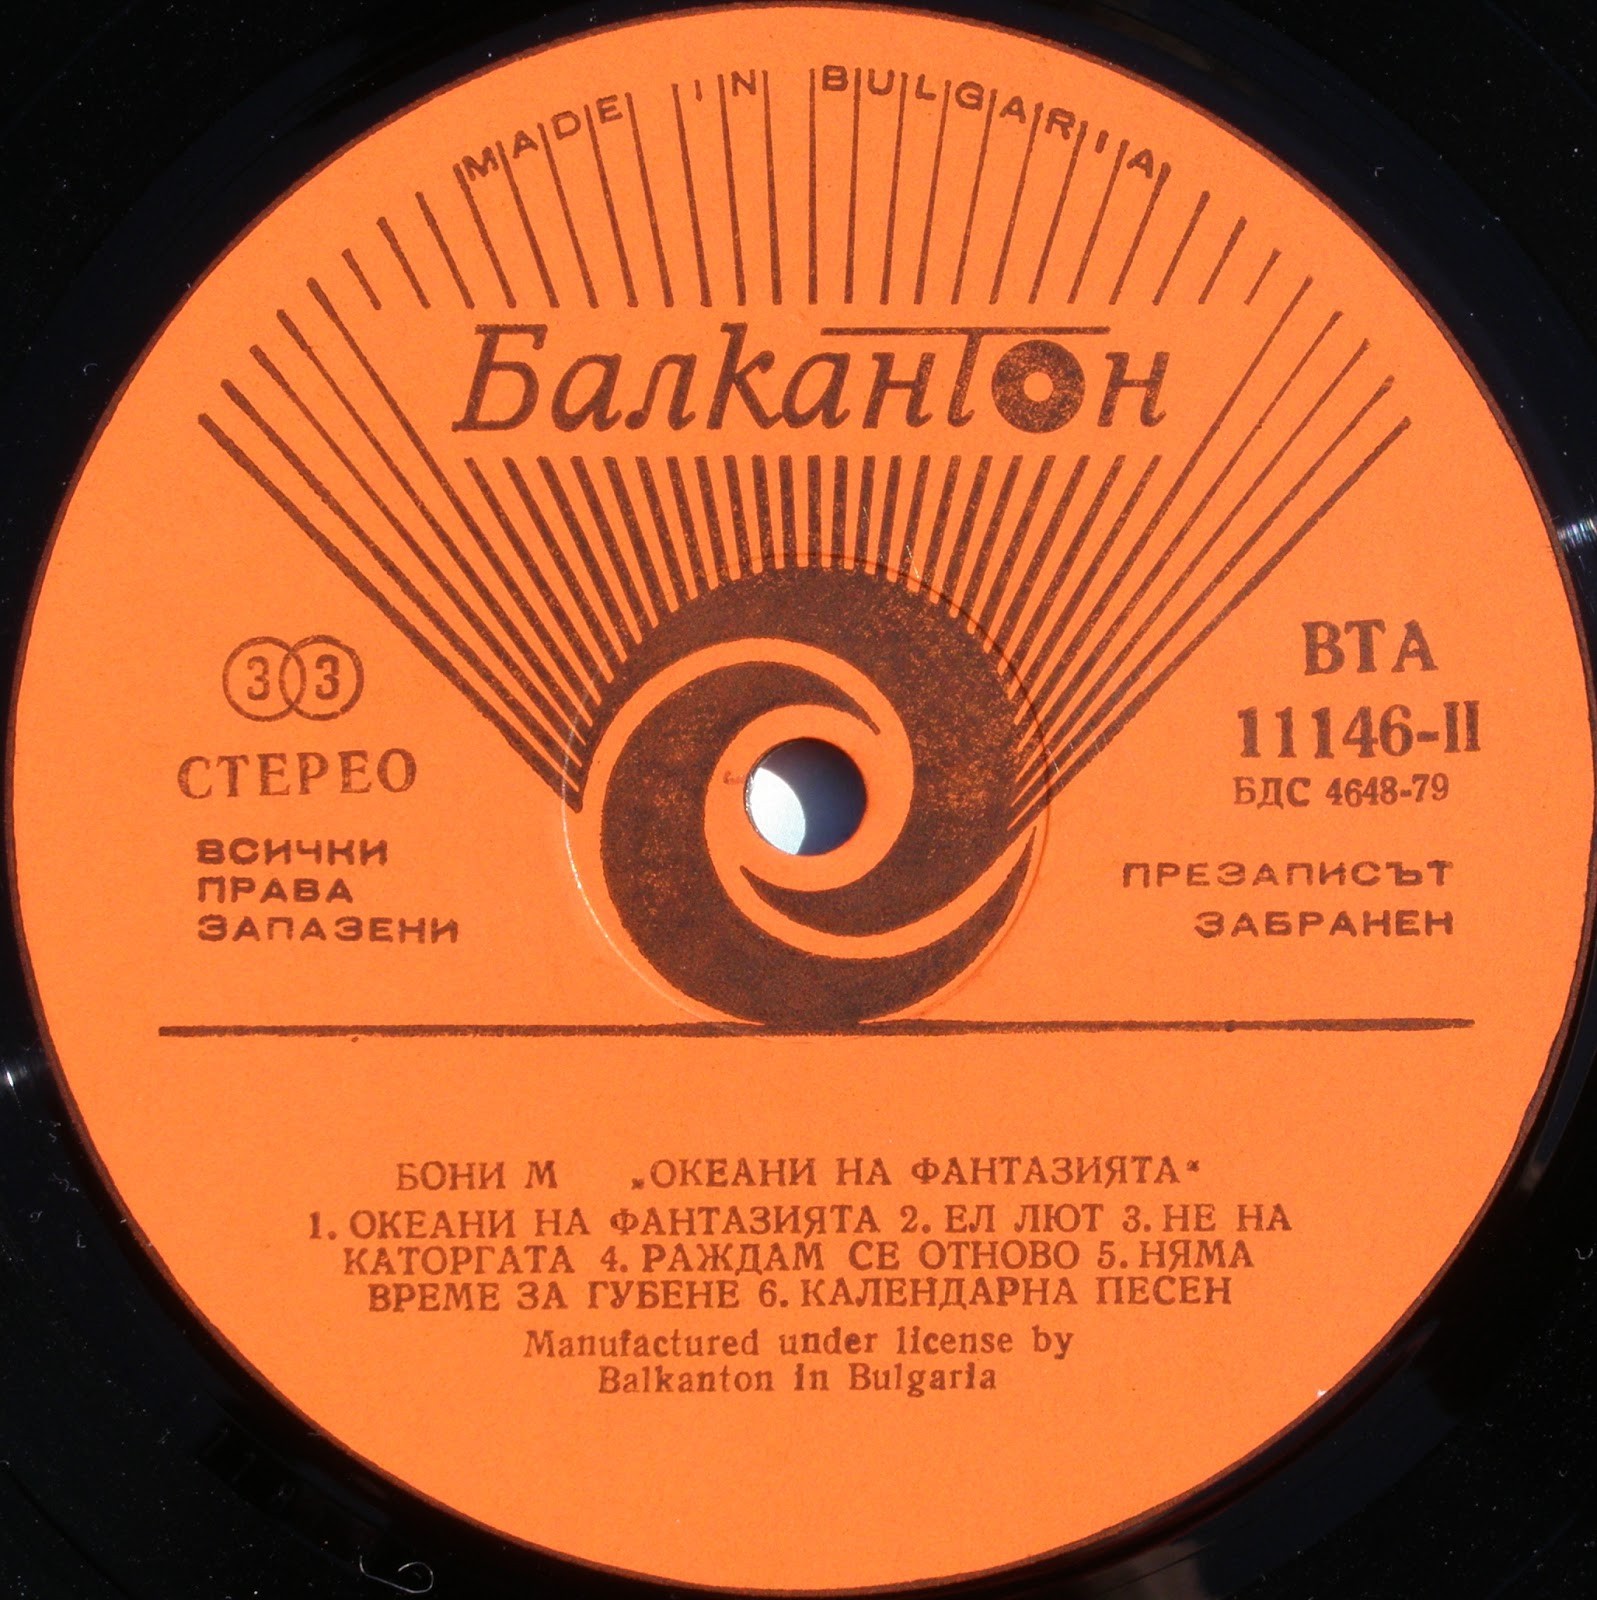 MADE IN BULGARIA
Балкантон
33
СТЕРЕО
ВСИЧКИ
ПРАВА
ЗАПАЗЕНИ
ВТА
11146-II
БДС 4648-79
ПРЕЗАПИСЪТ
ЗАБРАНЕН
БОНИ М „ОКЕАНИ НА ФАНТАЗИЯТА“
1. ОКЕАНИ НА ФАНТАЗИЯТА 2. ЕЛ ЛЮТ 3. НЕ НА
КАТОРГАТА 4. РАЖДАМ СЕ ОТНОВО 5. НЯМА
ВРЕМЕ ЗА ГУБЕНЕ 6. КАЛЕНДАРНА ПЕСЕН
Manufactured under license by
Balkanton in Bulgaria